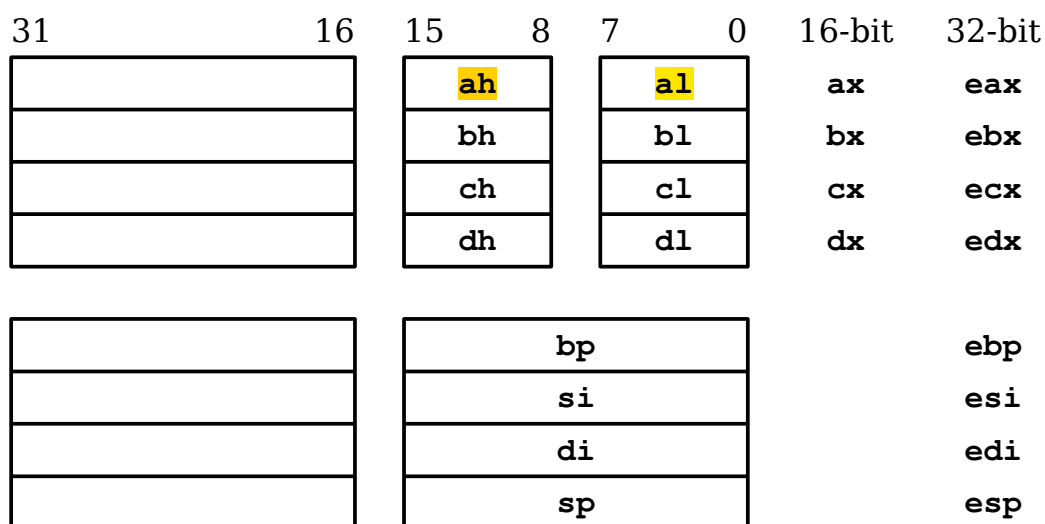 31 16 15 8 7 0 16-bit 32-bit
ah al ax eax
bh bl bx ebx
ch cl cx ecx
dh dl dx edx
bp ebp
si esi
di edi
sp esp